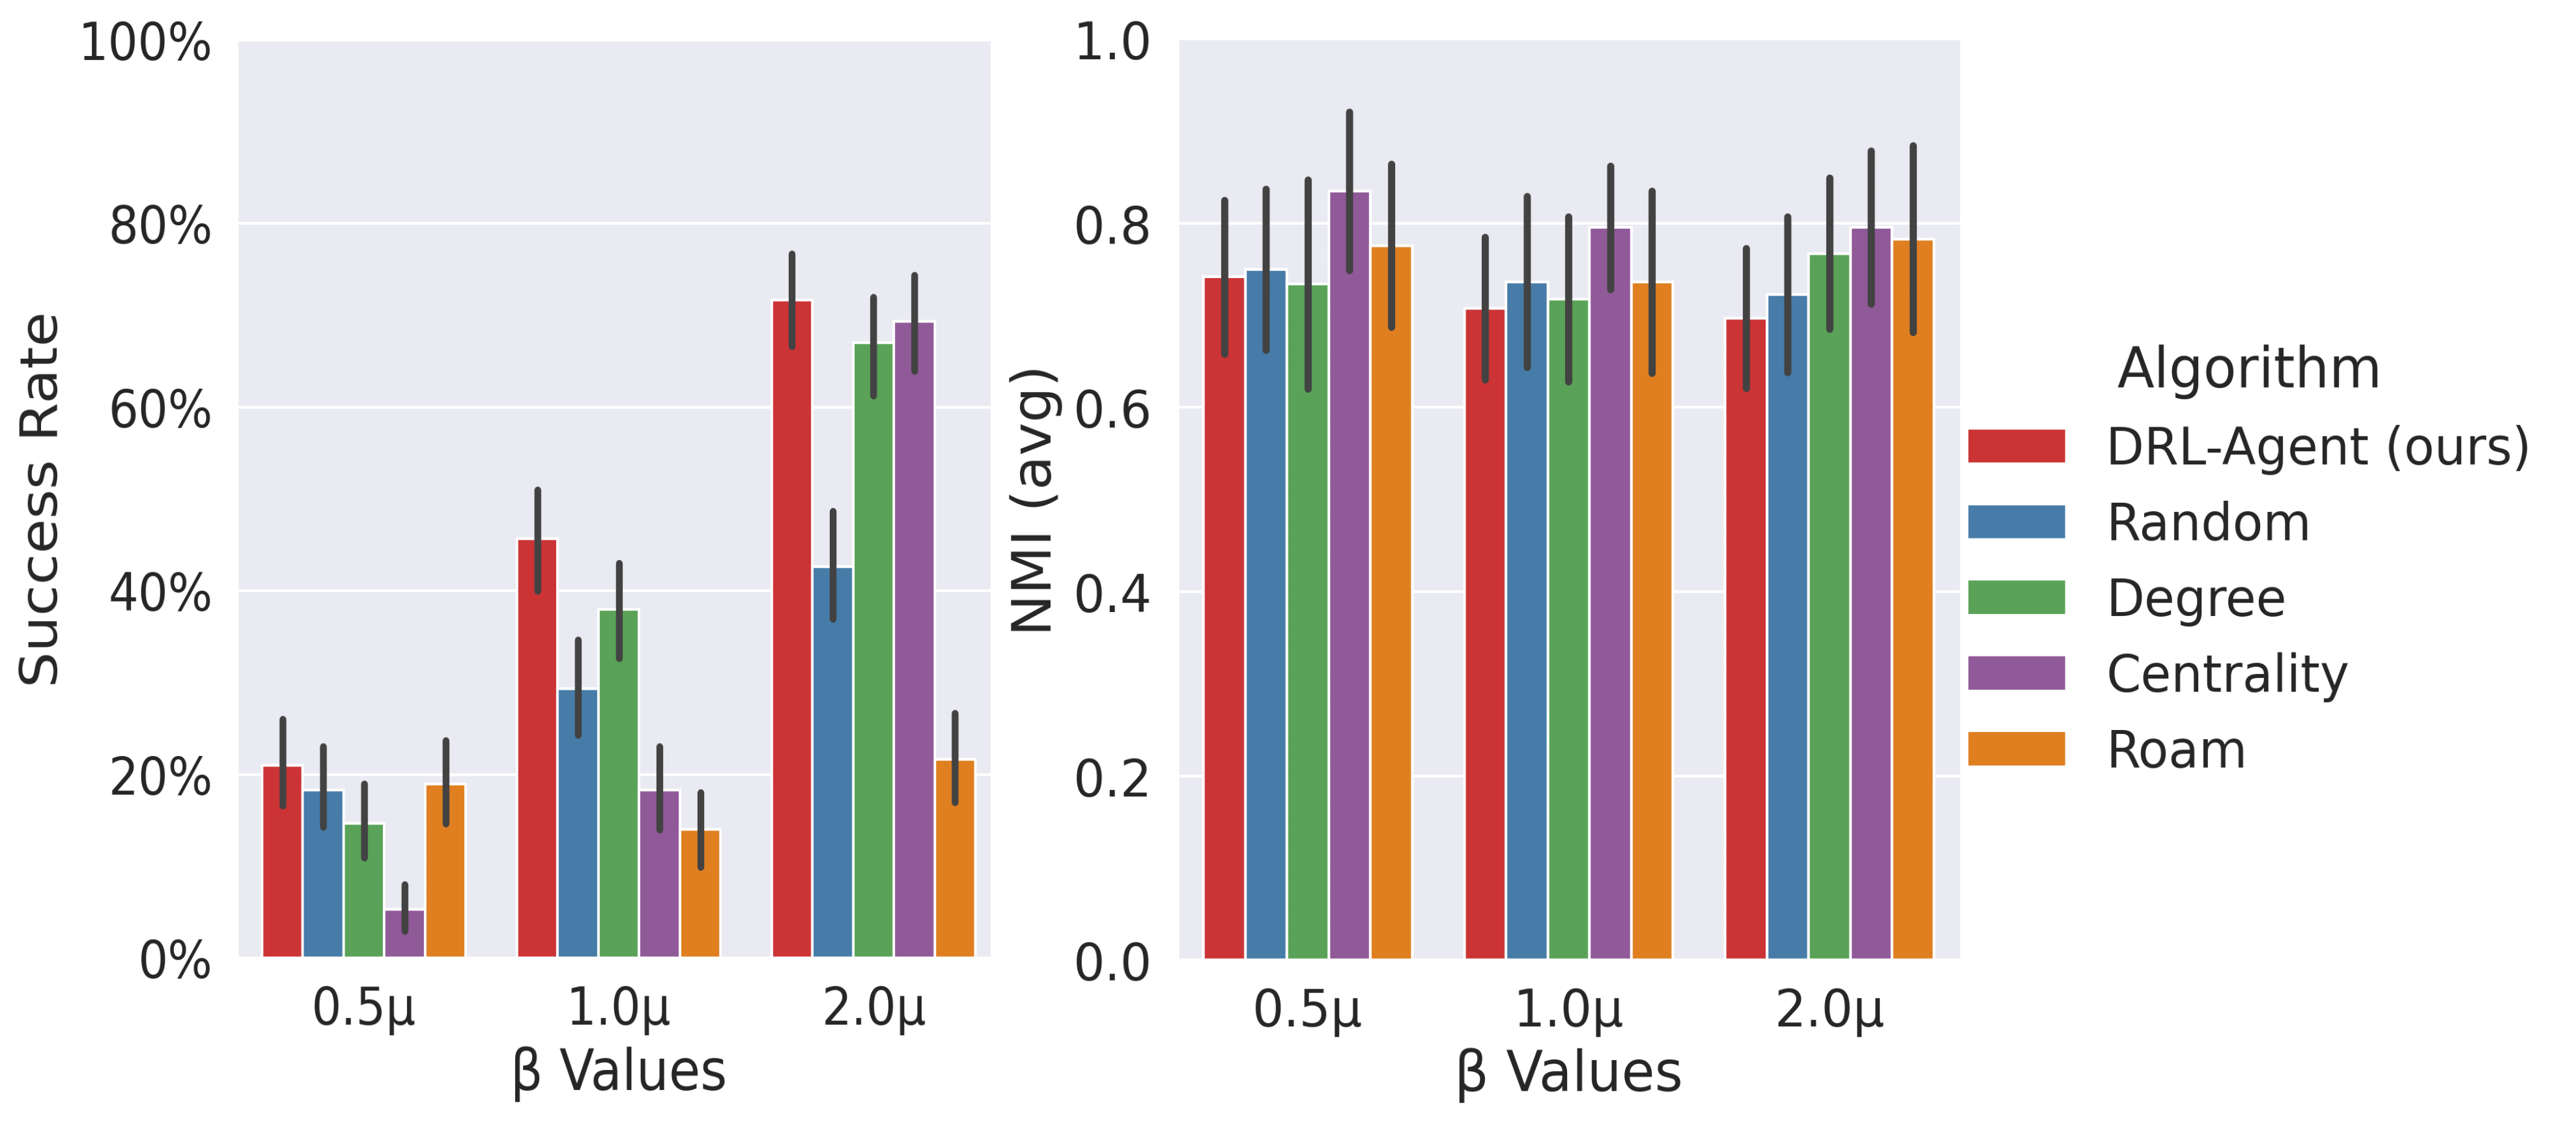 Success Rate
100%
80%
60%
40%
20%
0%
0.5μ 1.0μ 2.0μ
β Values
NMI (avg)
1.0
0.8
0.6
0.4
0.2
0.0
0.5μ 1.0μ 2.0μ
β Values
Algorithm
DRL-Agent (ours)
Random
Degree
Centrality
Roam